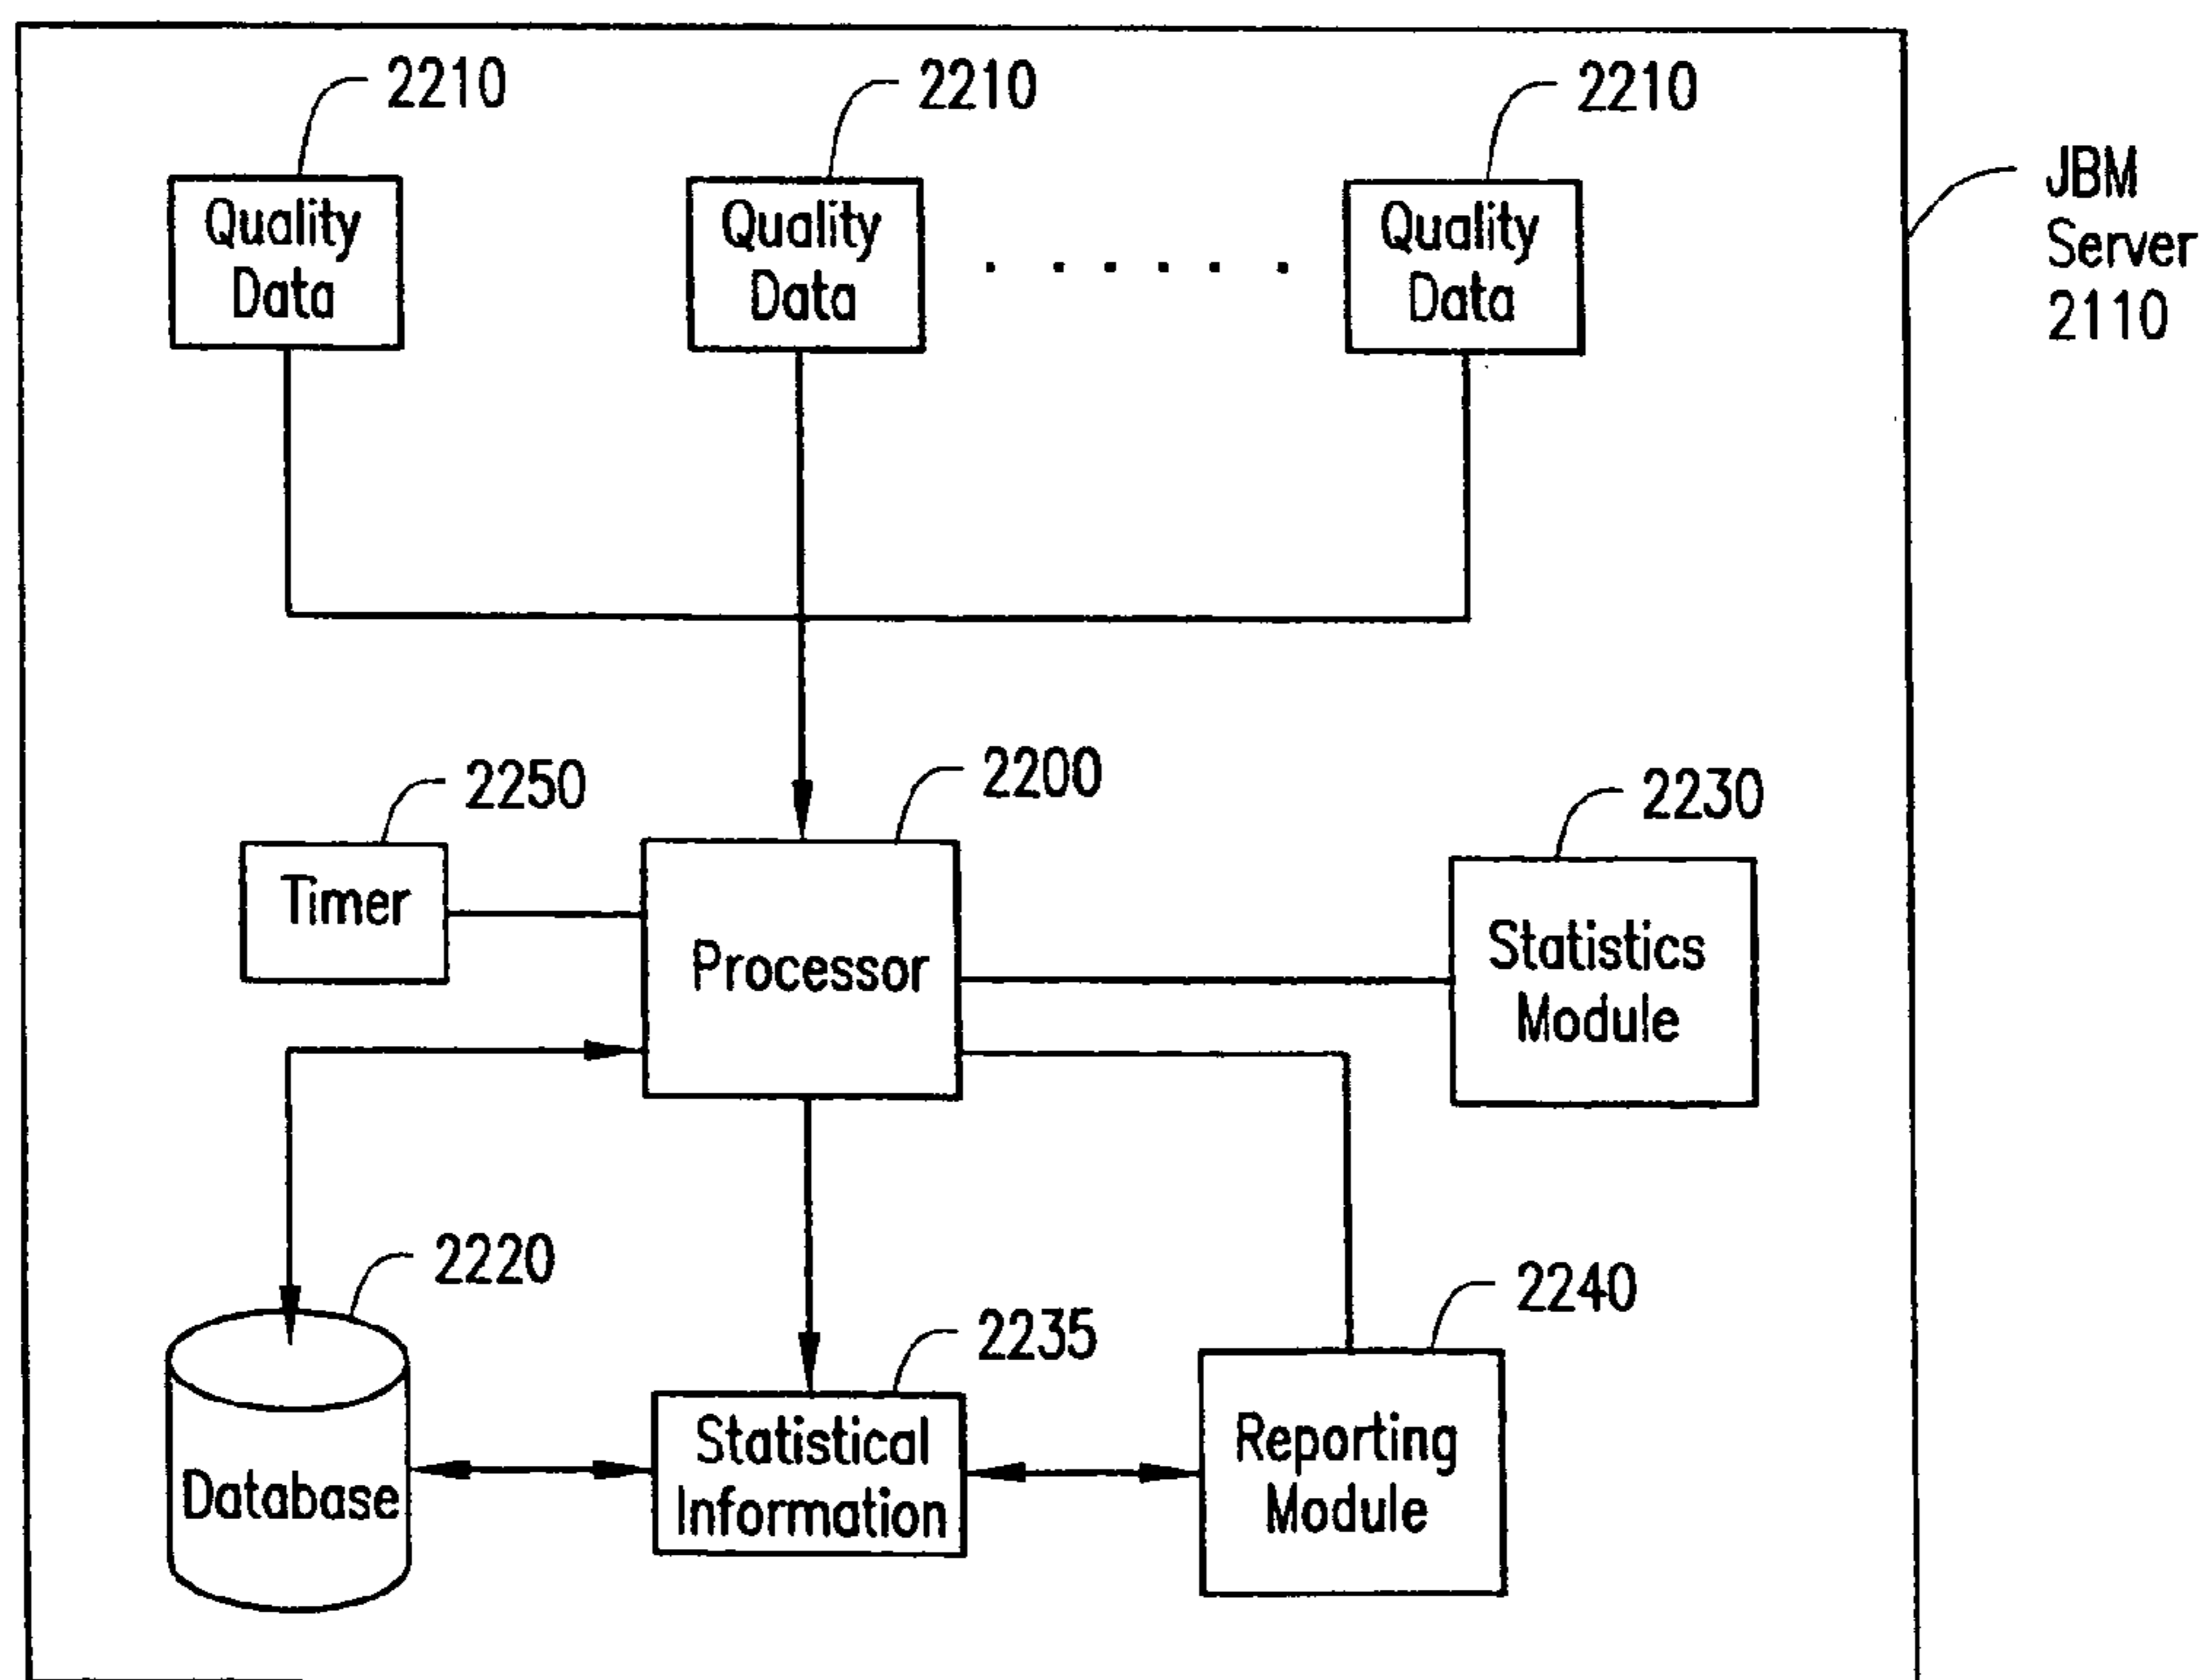 2210
2210
2210
Quality
Data
Quality
Data
Quality
Data
JBM
Server
2110
2250
2200
2230
Timer
Processor
Statistics
Module
2220
2235
2240
Database
Statistical
Information
Reporting
Module